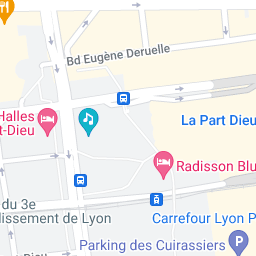 Bd Eugène Deruelle
La Part Dieu
Halles
t-Dieu
Radisson Blu
du 3e
lissement de Lyon
Carrefour Lyon P
Parking des Cuirassiers
P